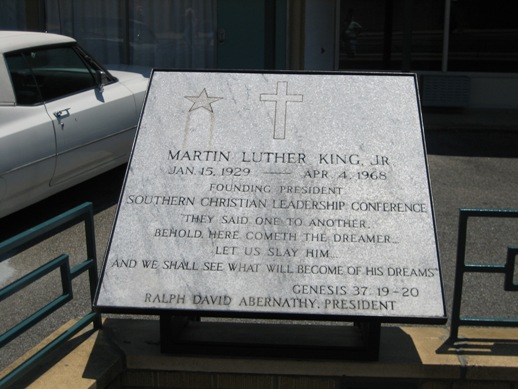 MARTIN LUTHER KING, JR
JAN. 15, 1929 —— APR. 4, 1968
FOUNDING PRESIDENT
SOUTHERN CHRISTIAN LEADERSHIP CONFERENCE
THEY SAID ONE TO ANOTHER,
BEHOLD, HERE COMETH THE DREAMER...
LET US SLAY HIM...
AND WE SHALL SEE WHAT WILL BECOME OF HIS DREAMS"
GENESIS 37: 19-20
RALPH DAVID ABERNATHY, PRESIDENT